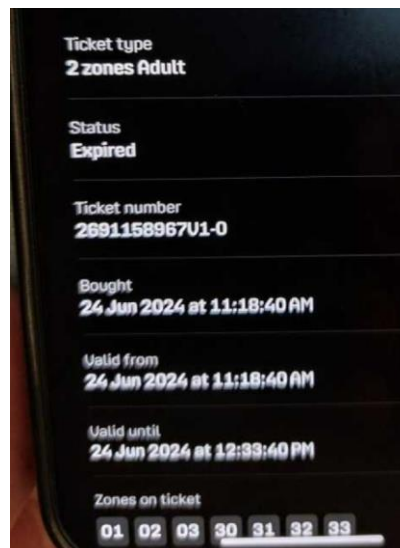 Ticket type
2 zones Adult
Status
Expired
Ticket number
2691158967V1-0
Bought
24 Jun 2024 at 11:18:40 AM
Valid from
24 Jun 2024 at 11:18:40 AM
Valid until
24 Jun 2024 at 12:33:40 PM
Zones on ticket
01 02 03 30 31 32 33